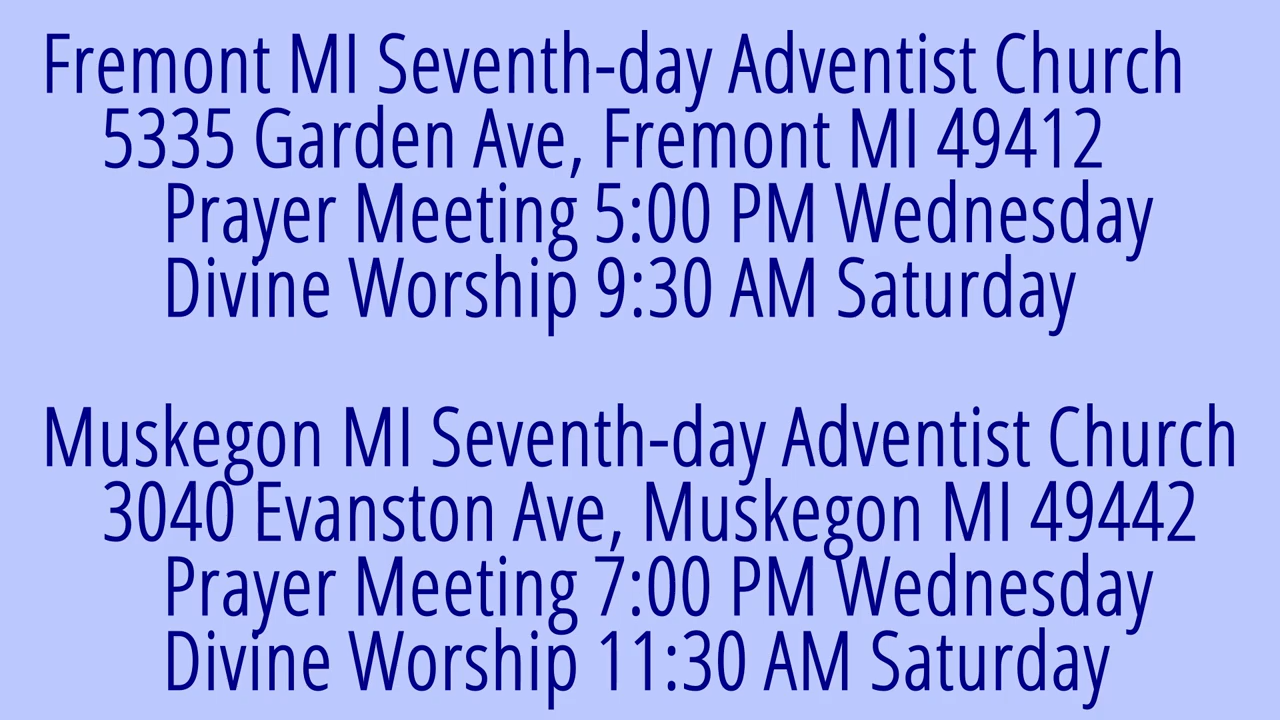 Fremont MI Seventh-day Adventist Church
5335 Garden Ave, Fremont MI 49412
Prayer Meeting 5:00 PM Wednesday
Divine Worship 9:30 AM Saturday
Muskegon MI Seventh-day Adventist Church
3040 Evanston Ave, Muskegon MI 49442
Prayer Meeting 7:00 PM Wednesday
Divine Worship 11:30 AM Saturday